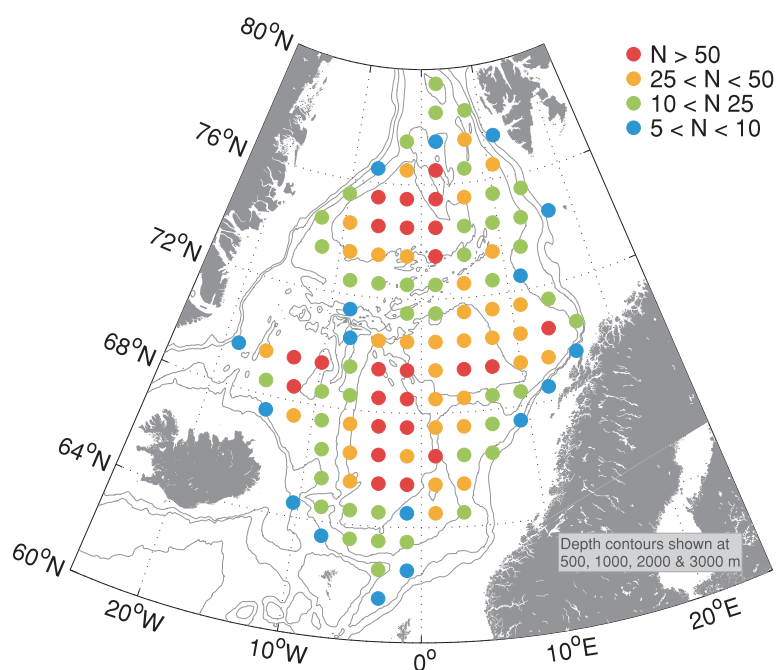 80°N
N > 50
25 < N < 50
10 < N 25
5 < N < 10
76°N
72°N
68°N
64°N
60°N
Depth contours shown at
500, 1000, 2000 & 3000 m
20°W
10°W
0°
10°E
20°E